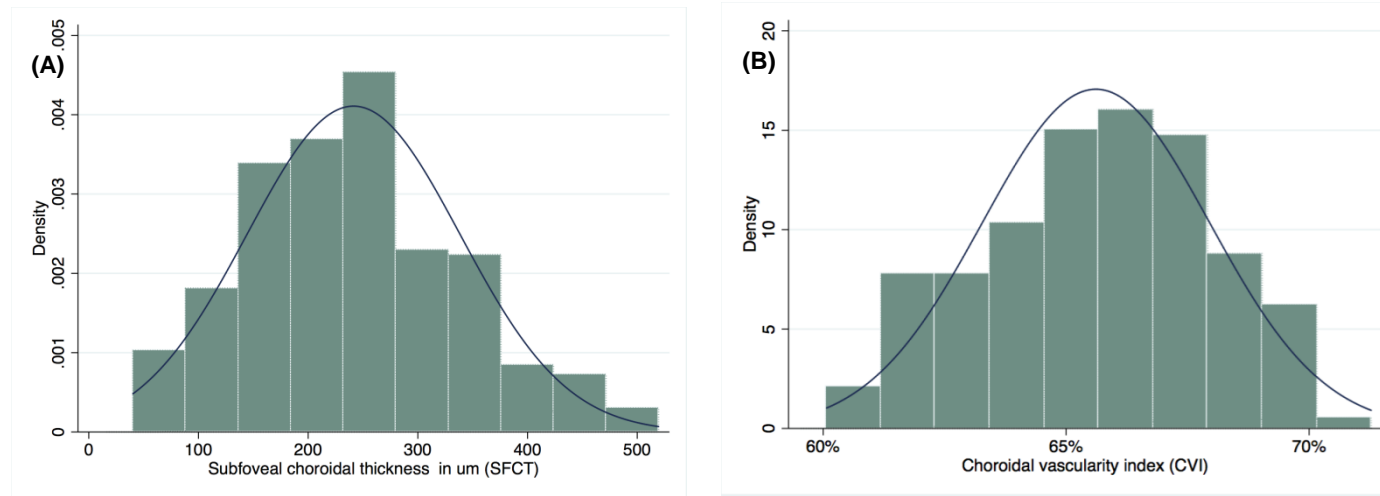 (A)
Density
.005
.004
.003
.002
.001
0
0 100 200 300 400 500
Subfoveal choroidal thickness in um (SFCT)
(B)
Density
20
15
10
5
0
60% 65% 70%
Choroidal vascularity index (CVI)